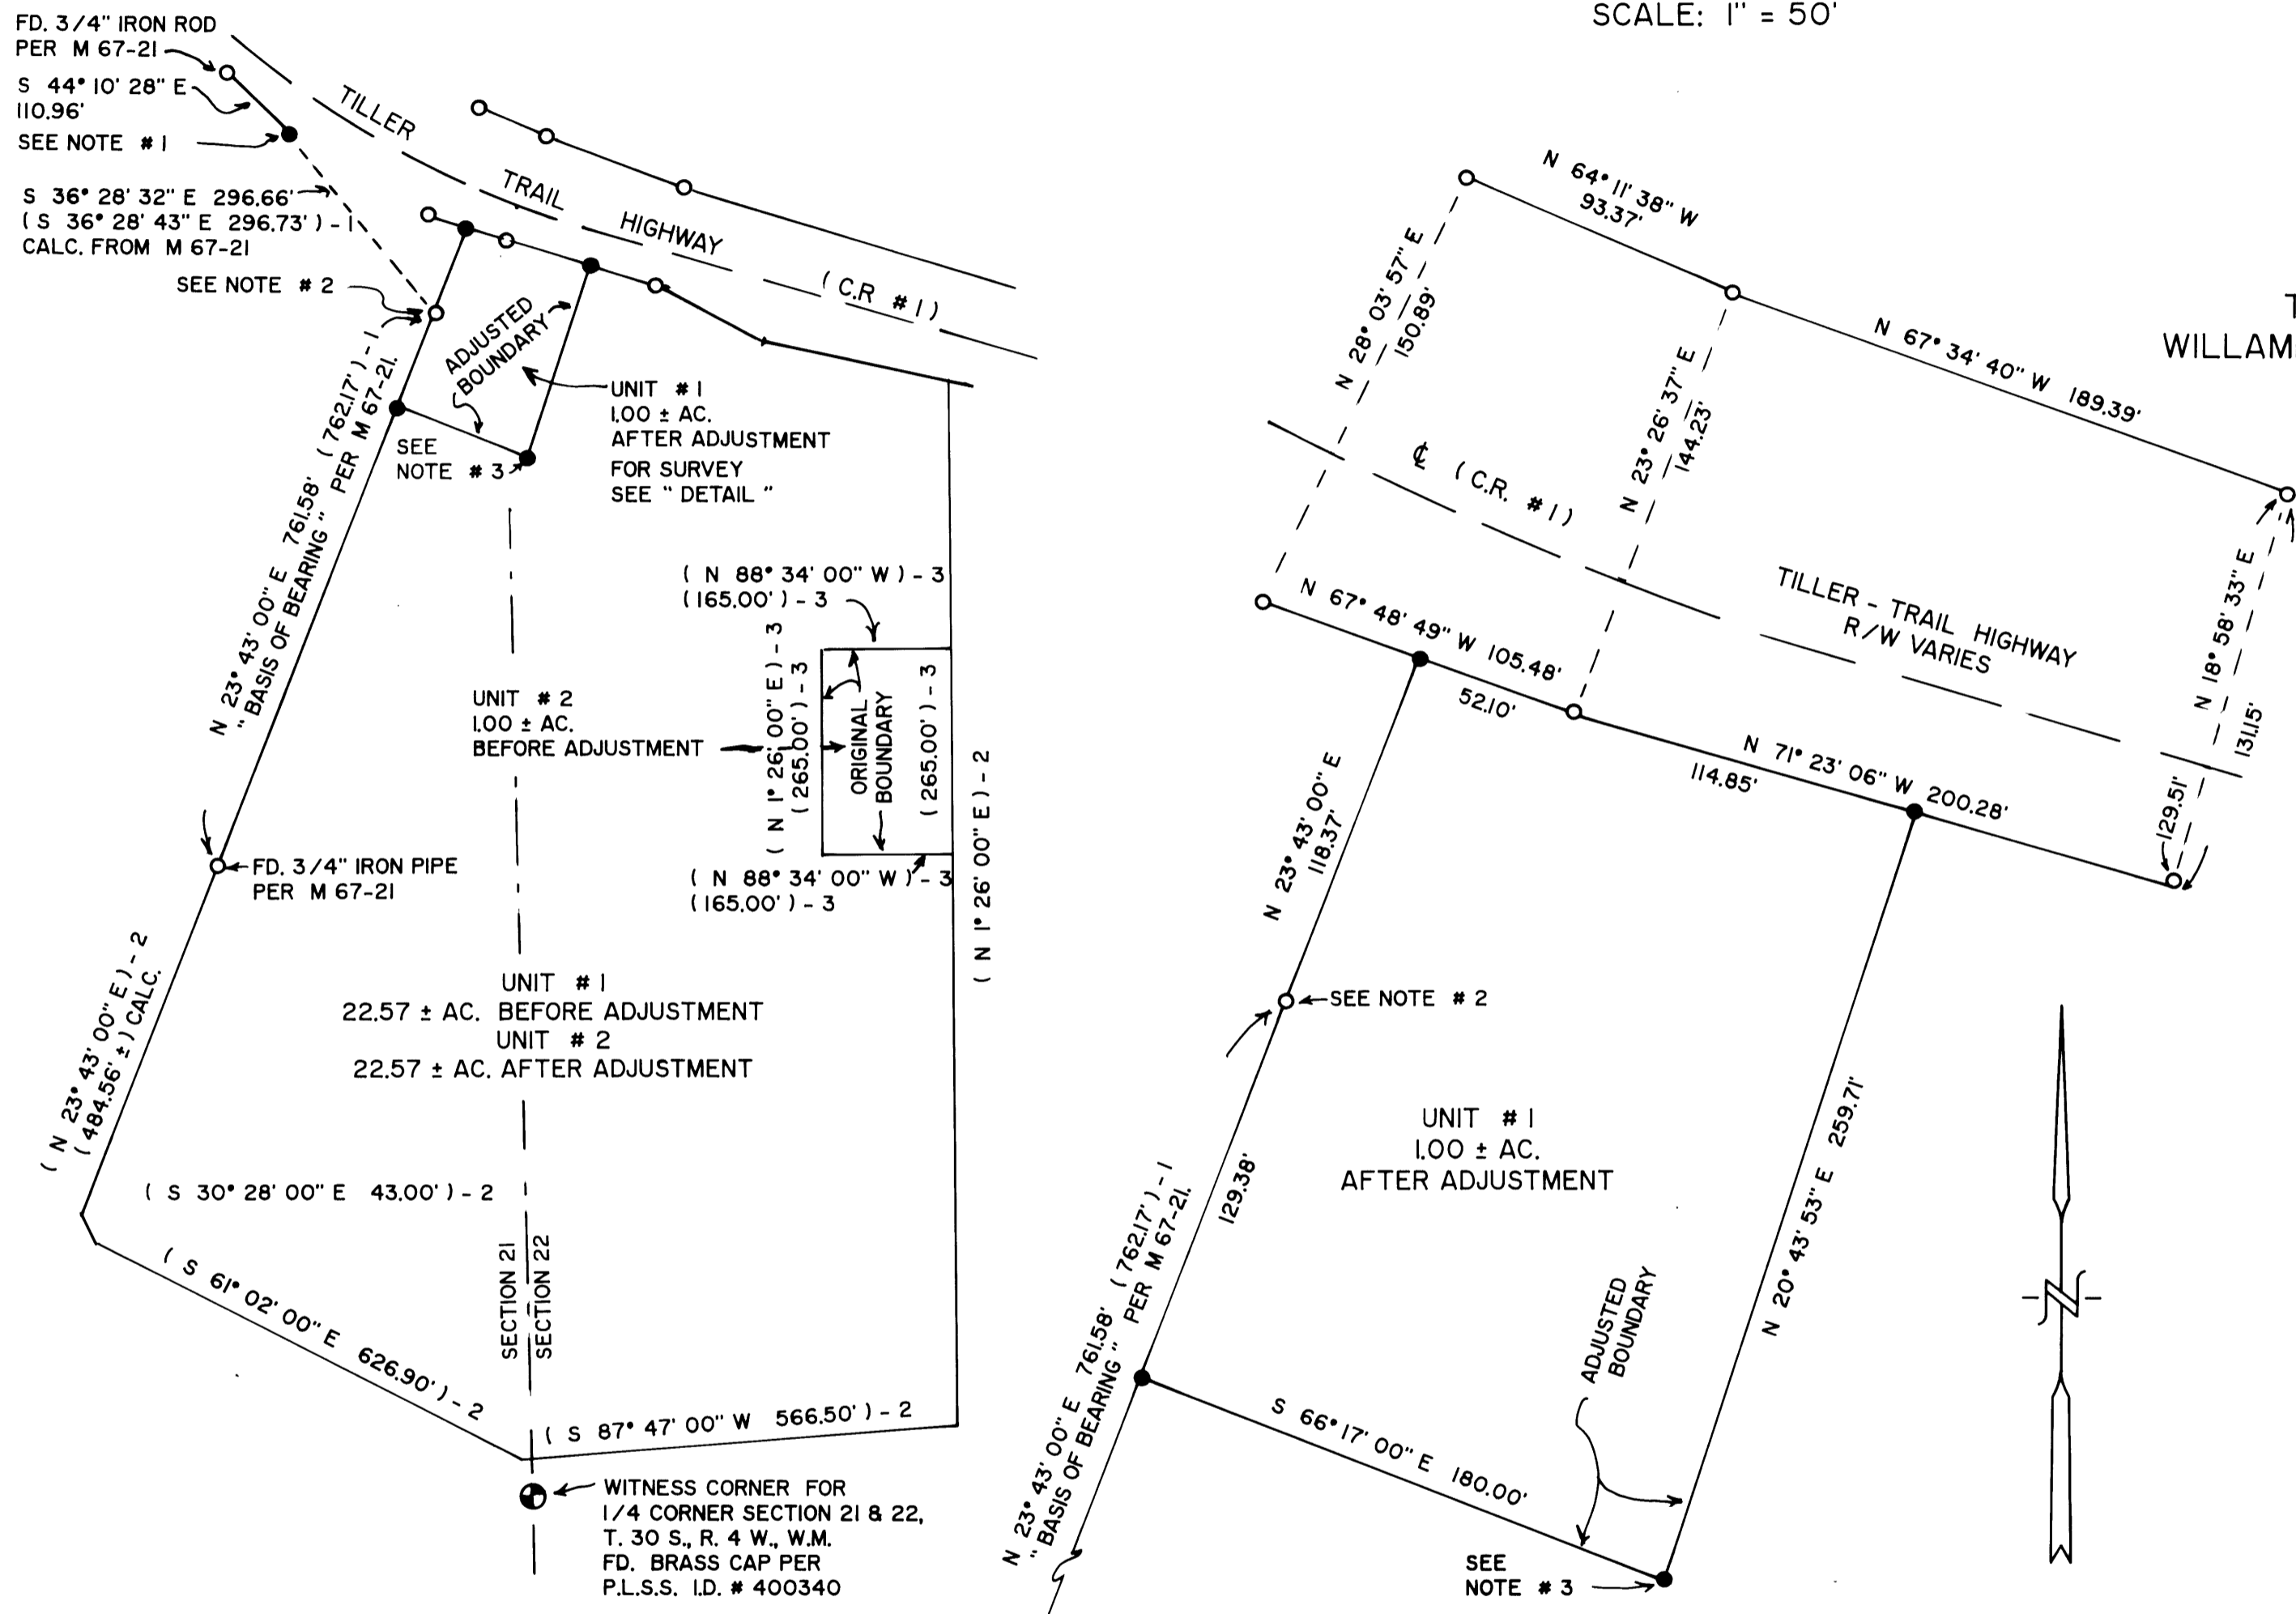 SCALE: 1" = 50'
FD. 3/4" IRON ROD
PER M 67-21
S 44° 10' 28" E
110.96'
SEE NOTE # 1
S 36° 28' 32" E 296.66'
( S 36° 28' 43" E 296.73' ) - 1
CALC. FROM M 67-21
SEE NOTE # 2
TILLER
TRAIL
HIGHWAY
( C.R # 1 )
ADJUSTED
BOUNDARY
UNIT # 1
1.00 ± AC.
AFTER ADJUSTMENT
FOR SURVEY
SEE " DETAIL "
SEE
NOTE # 3
N 23° 43' 00" E 761.58' ( 762.17' ) - 1
" BASIS OF BEARING " PER M 67-21.
( N 88° 34' 00" W ) - 3
( 165.00' ) - 3
( N 1° 26' 00" E ) - 3
( 265.00' ) - 3
ORIGINAL
BOUNDARY
( 265.00' ) - 3
UNIT # 2
1.00 ± AC.
BEFORE ADJUSTMENT
( N 88° 34' 00" W ) - 3
( 165.00' ) - 3
( N 1° 26' 00" E ) - 2
FD. 3/4" IRON PIPE
PER M 67-21
( N 23° 43' 00" E ) - 2
( 484.56' ± ) CALC.
UNIT # 1
22.57 ± AC. BEFORE ADJUSTMENT
UNIT # 2
22.57 ± AC. AFTER ADJUSTMENT
( S 30° 28' 00" E 43.00' ) - 2
SECTION 21
SECTION 22
( S 61° 02' 00" E 626.90' ) - 2
( S 87° 47' 00" W 566.50' ) - 2
WITNESS CORNER FOR
1/4 CORNER SECTION 21 & 22,
T. 30 S., R. 4 W., W.M.
FD. BRASS CAP PER
P.L.S.S. I.D. # 400340
N 64° 11' 38" W
93.37'
N 28° 03' 57" E
150.89'
N 67° 34' 40" W 189.39'
T
WILLAM
N 23° 26' 37" E
144.23'
℄ ( C.R. # 1 )
TILLER - TRAIL HIGHWAY
R/W VARIES
N 18° 58' 33" E
131.15'
129.51'
N 67° 48' 49" W 105.48'
52.10'
N 71° 23' 06" W 200.28'
114.85'
N 23° 43' 00" E
118.37'
SEE NOTE # 2
UNIT # 1
1.00 ± AC.
AFTER ADJUSTMENT
129.38'
N 20° 43' 53" E 259.71'
ADJUSTED
BOUNDARY
N 23° 43' 00" E 761.58' ( 762.17' ) - 1
" BASIS OF BEARING " PER M 67-21.
S 66° 17' 00" E 180.00'
SEE
NOTE # 3
N